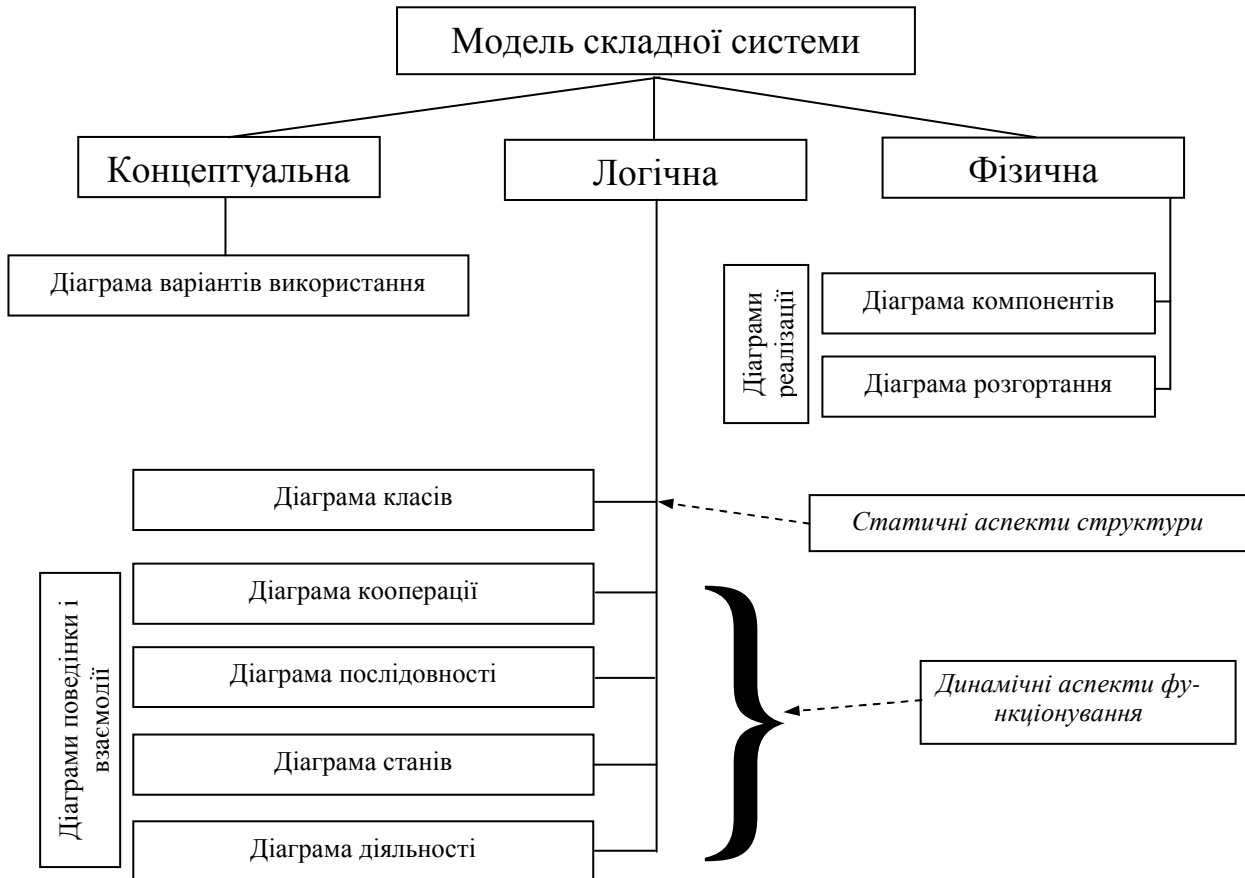 Модель складної системи
Концептуальна
Логічна
Фізична
Діаграма варіантів використання
Діаграми
реалізації
Діаграма компонентів
Діаграма розгортання
Діаграма класів
Статичні аспекти структури
Діаграми поведінки і
взаємодії
Діаграма кооперації
Діаграма послідовності
Діаграма станів
Діаграма діяльності
Динамічні аспекти фу-
нкціонування